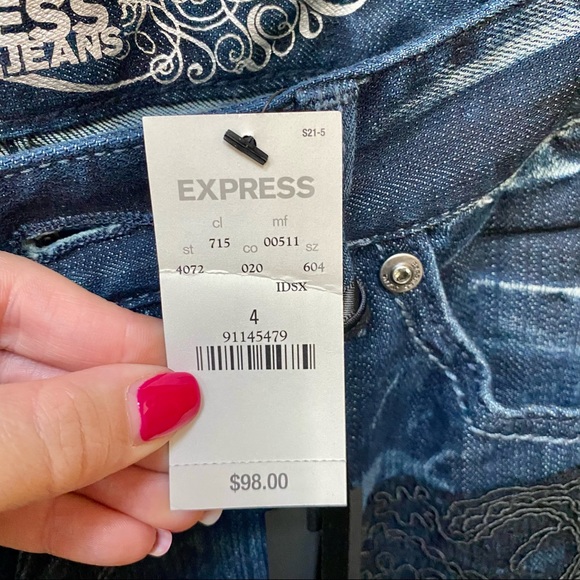 ESS
JEANS
S21-5
EXPRESS
cl mf
st 715 co 00511 sz
4072 020 604
IDSX
4
91145479
$98.00